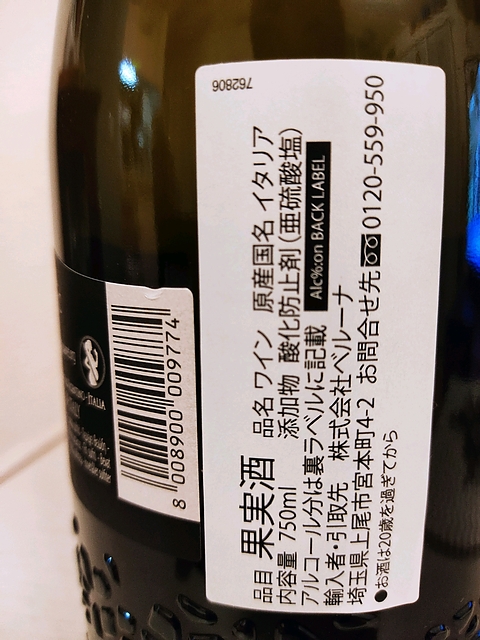 品目 果実酒 品名 ワイン 原産国名 イタリア
内容量 750ml 添加物 酸化防止剤(亜硫酸塩)
アルコール分は裏ラベルに記載 Alc%:on BACK LABEL
輸入者・引取先 株式会社ベルーナ
埼玉県上尾市宮本町4-2 お問合せ先 0120-559-950
●お酒は20歳を過ぎてから
762806
8 008900 009774